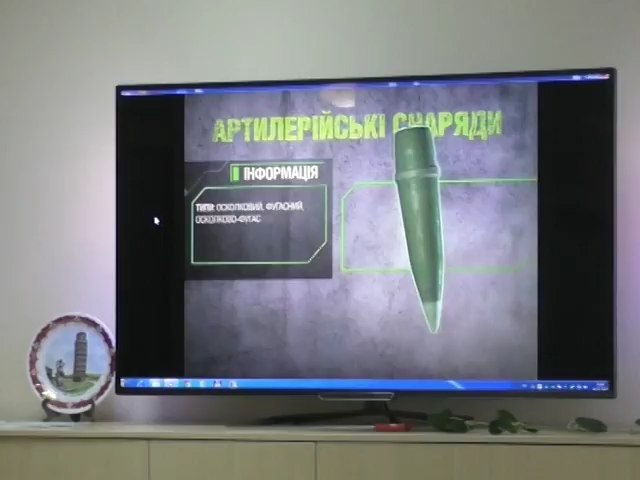 АРТИЛЕРІЙСЬКІ СНАРЯДИ
ІНФОРМАЦІЯ
ТИПИ: ОСКОЛКОВИЙ, ФУГАСНИЙ,
ОСКОЛКОВО-ФУГАС